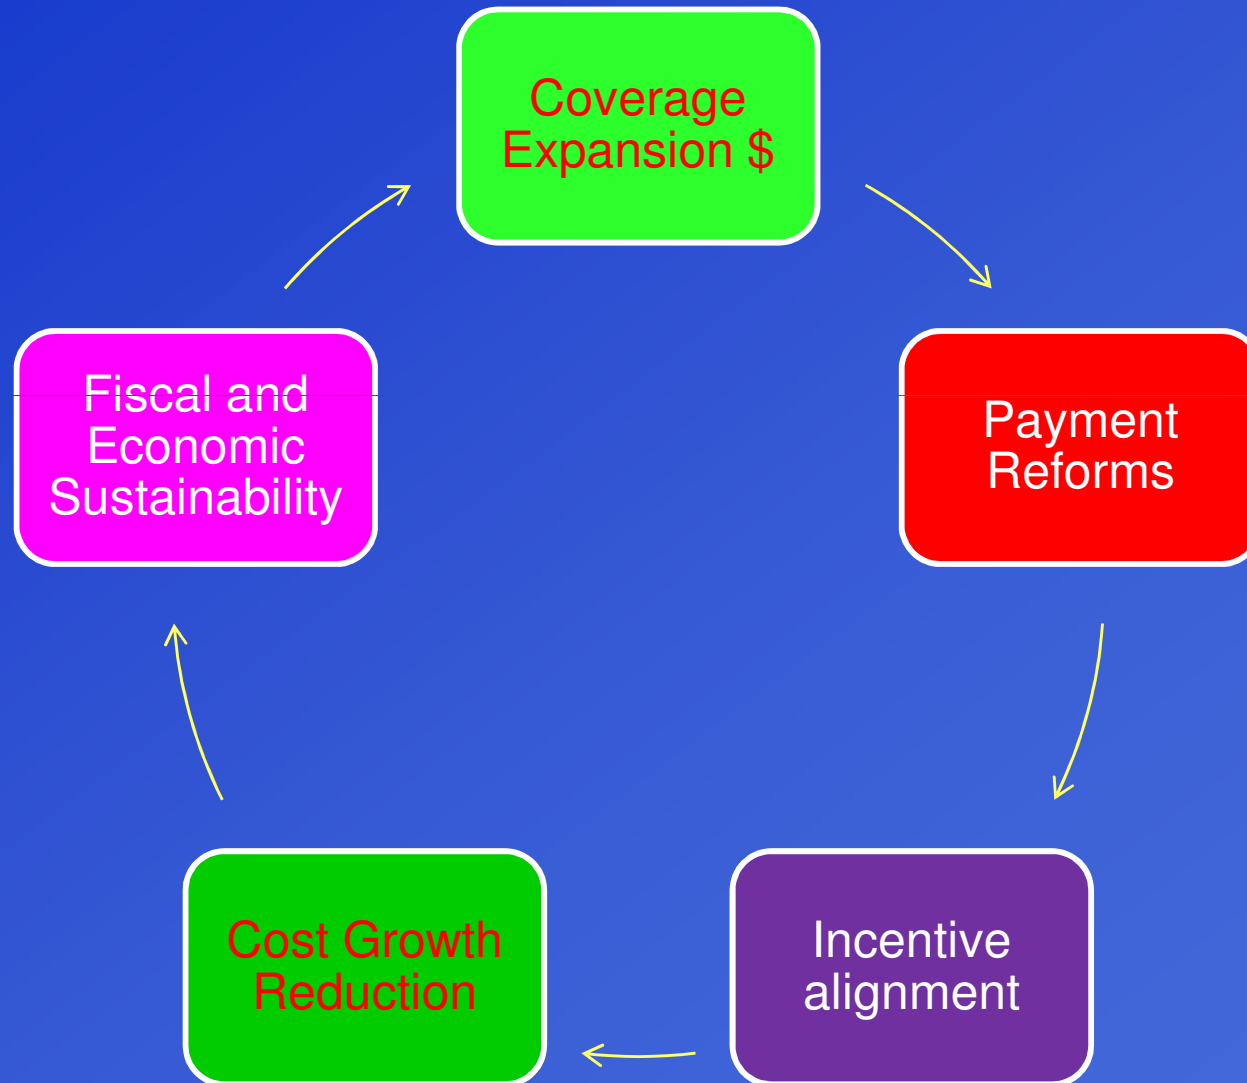 Coverage
Expansion $
Fiscal and
Economic
Sustainability
Payment
Reforms
Cost Growth
Reduction
Incentive
alignment